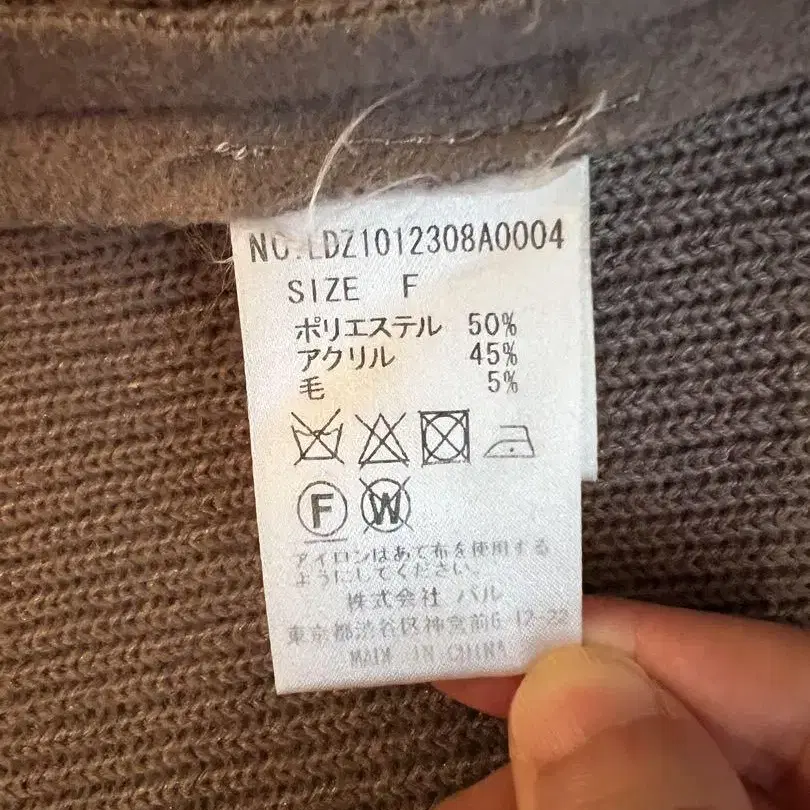 NO.LDZ1012308A0004
SIZE F
ポリエステル 50%
アクリル 45%
毛 5%
F W
アイロンはあて布を使用する
ようにしてください。
株式会社 パル
東京都渋谷区神宮前6-12-22
MADE IN CHINA